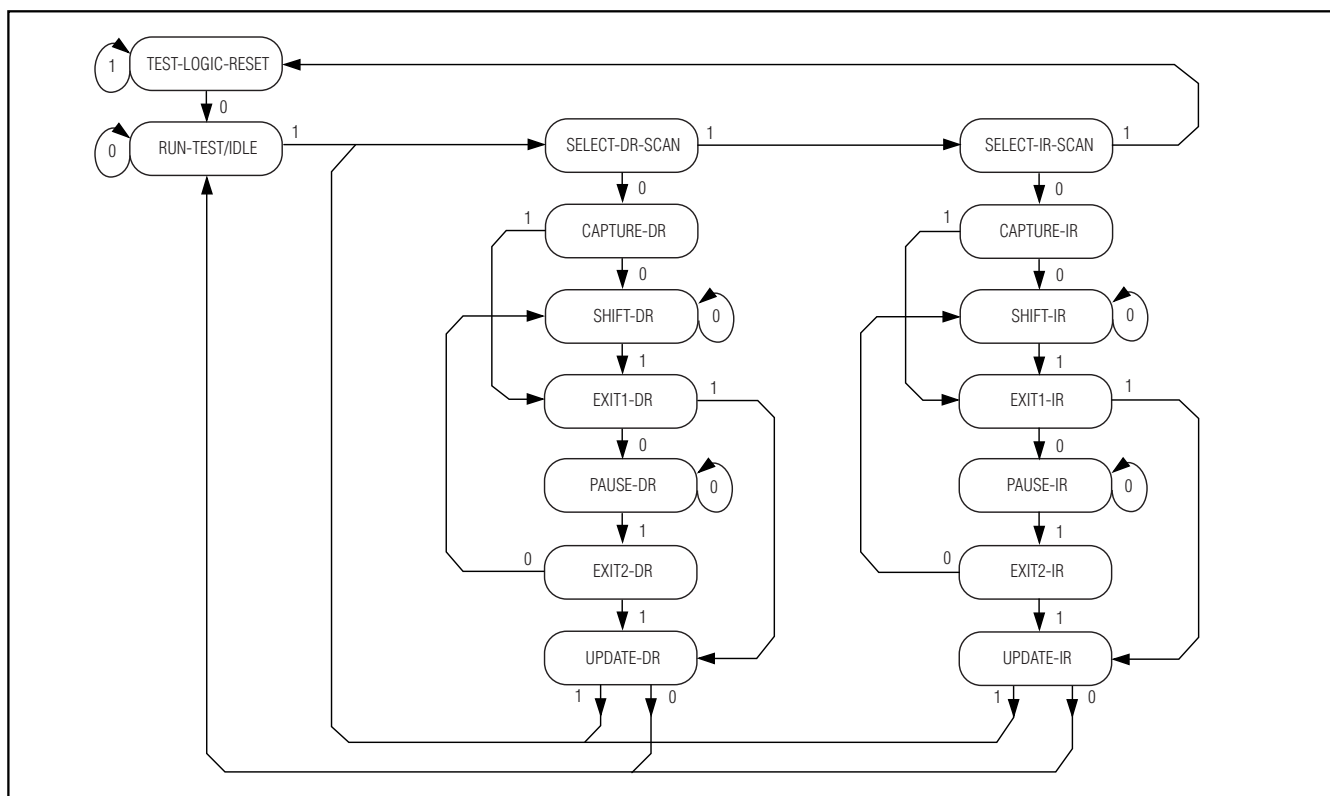 TEST-LOGIC-RESET
1
0
RUN-TEST/IDLE
0
1
SELECT-DR-SCAN
1
0
SELECT-IR-SCAN
1
0
CAPTURE-DR
1
0
CAPTURE-IR
1
0
SHIFT-DR
0
1
SHIFT-IR
0
1
EXIT1-DR
1
0
EXIT1-IR
1
0
PAUSE-DR
0
1
PAUSE-IR
0
1
EXIT2-DR
0
1
EXIT2-IR
0
1
UPDATE-DR
1
0
UPDATE-IR
1
0